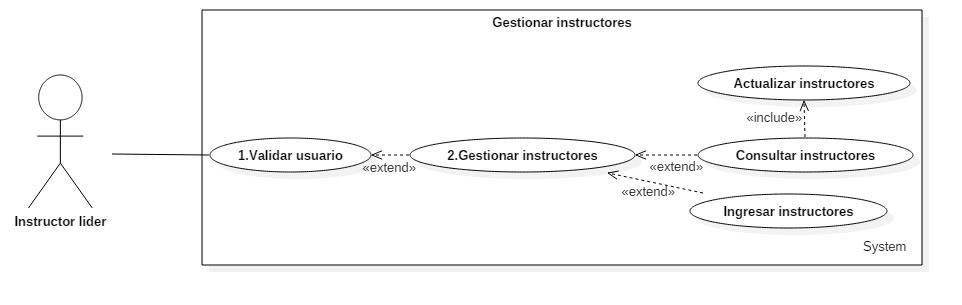 Gestionar instructores
Actualizar instructores
«include»
1.Validar usuario
2.Gestionar instructores
Consultar instructores
«extend»
«extend»
«extend»
Ingresar instructores
Instructor lider
System